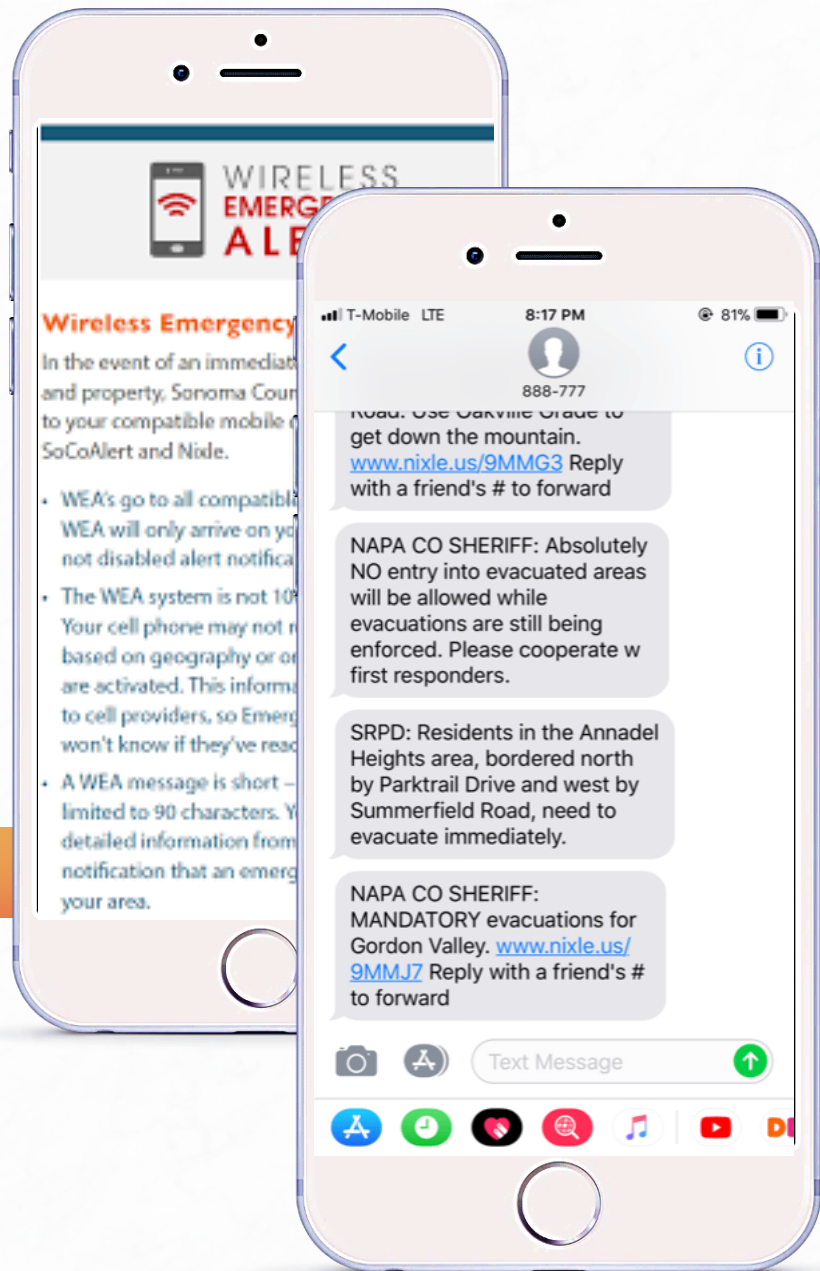 WIRELESS
EMERG
ALE
Wireless Emergency
In the event of an immediat
and property, Sonoma Coun
to your compatible mobile
SoCoAlert and Nixle.
• WEA's go to all compatible
WEA will only arrive on yo
not disabled alert notifica
• The WEA system is not 10
Your cell phone may not
based on geography or or
are activated. This informa
to cell providers, so Emerg
won't know if they've
• A WEA message is short –
limited to 90 characters. Y
detailed information from
notification that an emerg
your area.
T-Mobile LTE 8:17 PM 81%
888-777
Road. Use Oakville Grade to
get down the mountain.
www.nixle.us/9MMG3 Reply
with a friend's # to forward
NAPA CO SHERIFF: Absolutely
NO entry into evacuated areas
will be allowed while
evacuations are still being
enforced. Please cooperate w
first responders.
SRPD: Residents in the Annadel
Heights area, bordered north
by Parktrail Drive and west by
Summerfield Road, need to
evacuate immediately.
NAPA CO SHERIFF:
MANDATORY evacuations for
Gordon Valley. www.nixle.us/
9MMJ7 Reply with a friend's #
to forward
Text Message